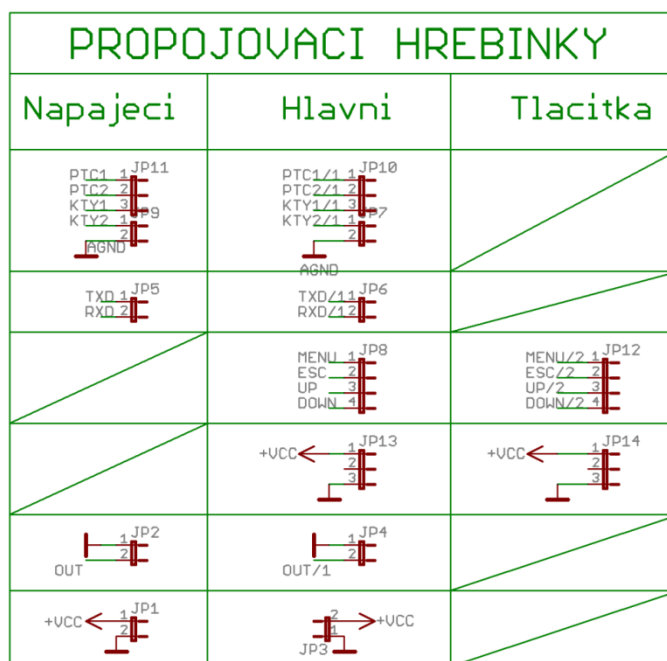 PROPOJOVACI HREBINKY
Napajeci Hlavni Tlacitka
JP11 JP10
PTC1 1 PTC1/1 1
PTC2 2 PTC2/1 2
KTY1 3 KTY1/1 3
JP9 JP7
KTY2 1 KTY2/1 1
2 2
AGND AGND
JP5 JP6
TXD 1 TXD/1 1
RXD 2 RXD/1 2
JP8 JP12
MENU 1 MENU/2 1
ESC 2 ESC/2 2
UP 3 UP/2 3
DOWN 4 DOWN/2 4
JP13 JP14
+VCC 1 +VCC 1
2 2
3 3
JP2 JP4
1 1
2 2
OUT OUT/1
JP1
+VCC 1 2 +VCC
2 1
JP3